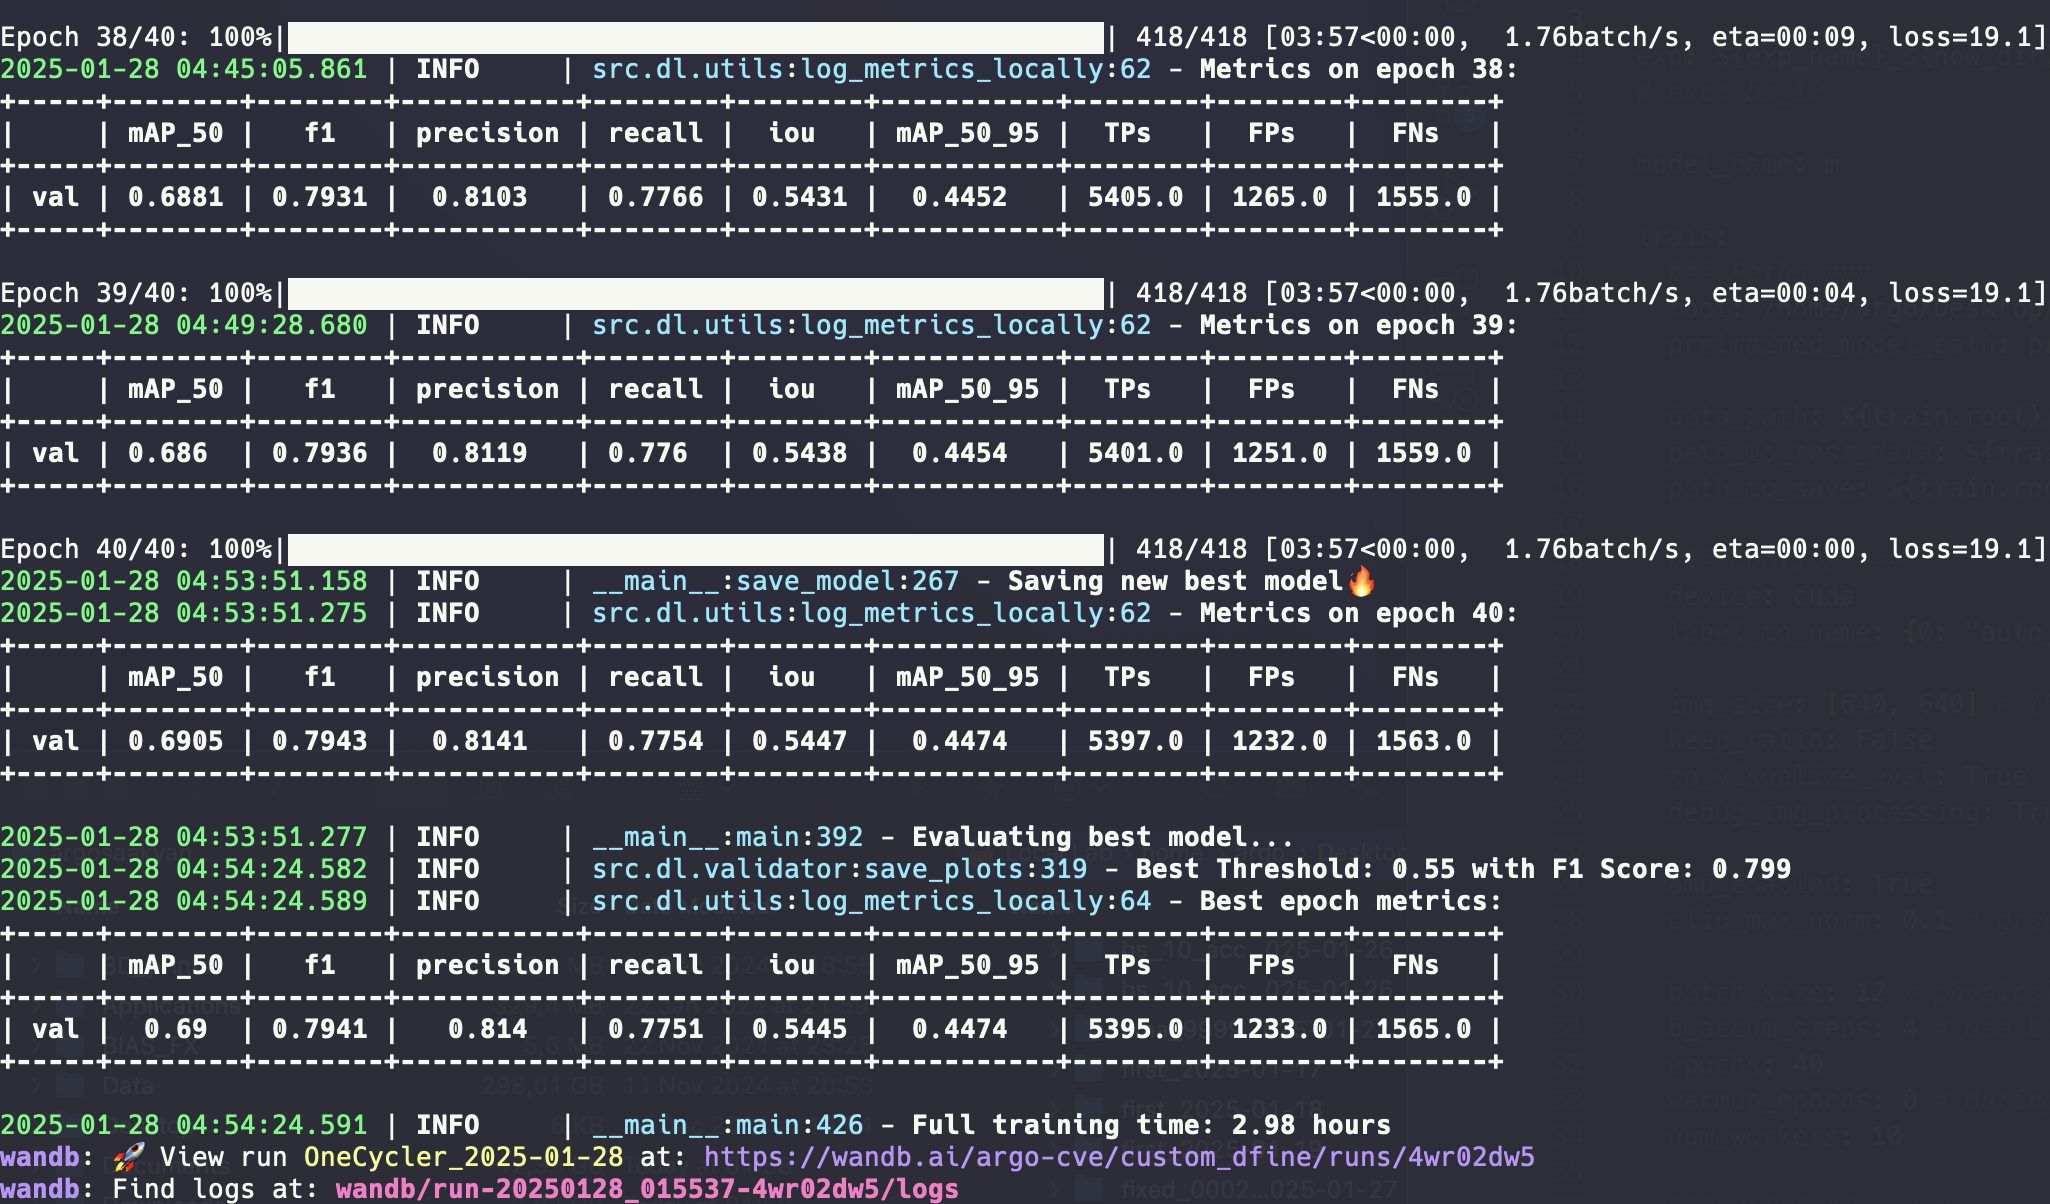 Epoch 38/40: 100%| | 418/418 [03:57<00:00,  1.76batch/s, eta=00:09, loss=19.1]
2025-01-28 04:45:05.861 | INFO     | src.dl.utils:log_metrics_locally:62 - Metrics on epoch 38:
+-----+--------+--------+-----------+--------+--------+-----------+--------+--------+--------+
|     | mAP_50 |   f1   | precision | recall |  iou   | mAP_50_95 |  TPs   |  FPs   |  FNs   |
+-----+--------+--------+-----------+--------+--------+-----------+--------+--------+--------+
| val | 0.6881 | 0.7931 |  0.8103   | 0.7766 | 0.5431 |  0.4452   | 5405.0 | 1265.0 | 1555.0 |
+-----+--------+--------+-----------+--------+--------+-----------+--------+--------+--------+
Epoch 39/40: 100%| | 418/418 [03:57<00:00,  1.76batch/s, eta=00:04, loss=19.1]
2025-01-28 04:49:28.680 | INFO     | src.dl.utils:log_metrics_locally:62 - Metrics on epoch 39:
+-----+--------+--------+-----------+--------+--------+-----------+--------+--------+--------+
|     | mAP_50 |   f1   | precision | recall |  iou   | mAP_50_95 |  TPs   |  FPs   |  FNs   |
+-----+--------+--------+-----------+--------+--------+-----------+--------+--------+--------+
| val | 0.686  | 0.7936 |  0.8119   | 0.776  | 0.5438 |  0.4454   | 5401.0 | 1251.0 | 1559.0 |
+-----+--------+--------+-----------+--------+--------+-----------+--------+--------+--------+
Epoch 40/40: 100%| | 418/418 [03:57<00:00,  1.76batch/s, eta=00:00, loss=19.1]
2025-01-28 04:53:51.158 | INFO     | __main__:save_model:267 - Saving new best model🔥
2025-01-28 04:53:51.275 | INFO     | src.dl.utils:log_metrics_locally:62 - Metrics on epoch 40:
+-----+--------+--------+-----------+--------+--------+-----------+--------+--------+--------+
|     | mAP_50 |   f1   | precision | recall |  iou   | mAP_50_95 |  TPs   |  FPs   |  FNs   |
+-----+--------+--------+-----------+--------+--------+-----------+--------+--------+--------+
| val | 0.6905 | 0.7943 |  0.8141   | 0.7754 | 0.5447 |  0.4474   | 5397.0 | 1232.0 | 1563.0 |
+-----+--------+--------+-----------+--------+--------+-----------+--------+--------+--------+
2025-01-28 04:53:51.277 | INFO     | __main__:main:392 - Evaluating best model...
2025-01-28 04:54:24.582 | INFO     | src.dl.validator:save_plots:319 - Best Threshold: 0.55 with F1 Score: 0.799
2025-01-28 04:54:24.589 | INFO     | src.dl.utils:log_metrics_locally:64 - Best epoch metrics:
+-----+--------+--------+-----------+--------+--------+-----------+--------+--------+--------+
|     | mAP_50 |   f1   | precision | recall |  iou   | mAP_50_95 |  TPs   |  FPs   |  FNs   |
+-----+--------+--------+-----------+--------+--------+-----------+--------+--------+--------+
| val |  0.69  | 0.7941 |   0.814   | 0.7751 | 0.5445 |  0.4474   | 5395.0 | 1233.0 | 1565.0 |
+-----+--------+--------+-----------+--------+--------+-----------+--------+--------+--------+
2025-01-28 04:54:24.591 | INFO     | __main__:main:426 - Full training time: 2.98 hours
wandb: 🚀 View run OneCycler_2025-01-28 at: https://wandb.ai/argo-cve/custom_dfine/runs/4wr02dw5
wandb: Find logs at: wandb/run-20250128_015537-4wr02dw5/logs